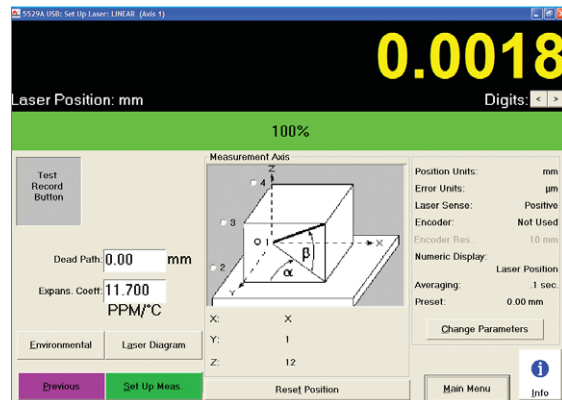 5529A USB: Set Up Laser: LINEAR (Axis 1)
0.0018
Laser Position: mm
Digits: < >
100%
Test
Record
Button
Dead Path: 0.00 mm
Expans. Coeff: 11.700
PPM/°C
Environmental
Laser Diagram
Previous
Set Up Meas.
Measurement Axis
Z
4
3
1
X
β
2
α
Y
X: X
Y: 1
Z: 12
Reset Position
Position Units: mm
Error Units: µm
Laser Sense: Positive
Encoder: Not Used
Encoder Res.: 10 mm
Numeric Display:
Laser Position
Averaging: .1 sec.
Preset: 0.00 mm
Change Parameters
Main Menu
i
Info